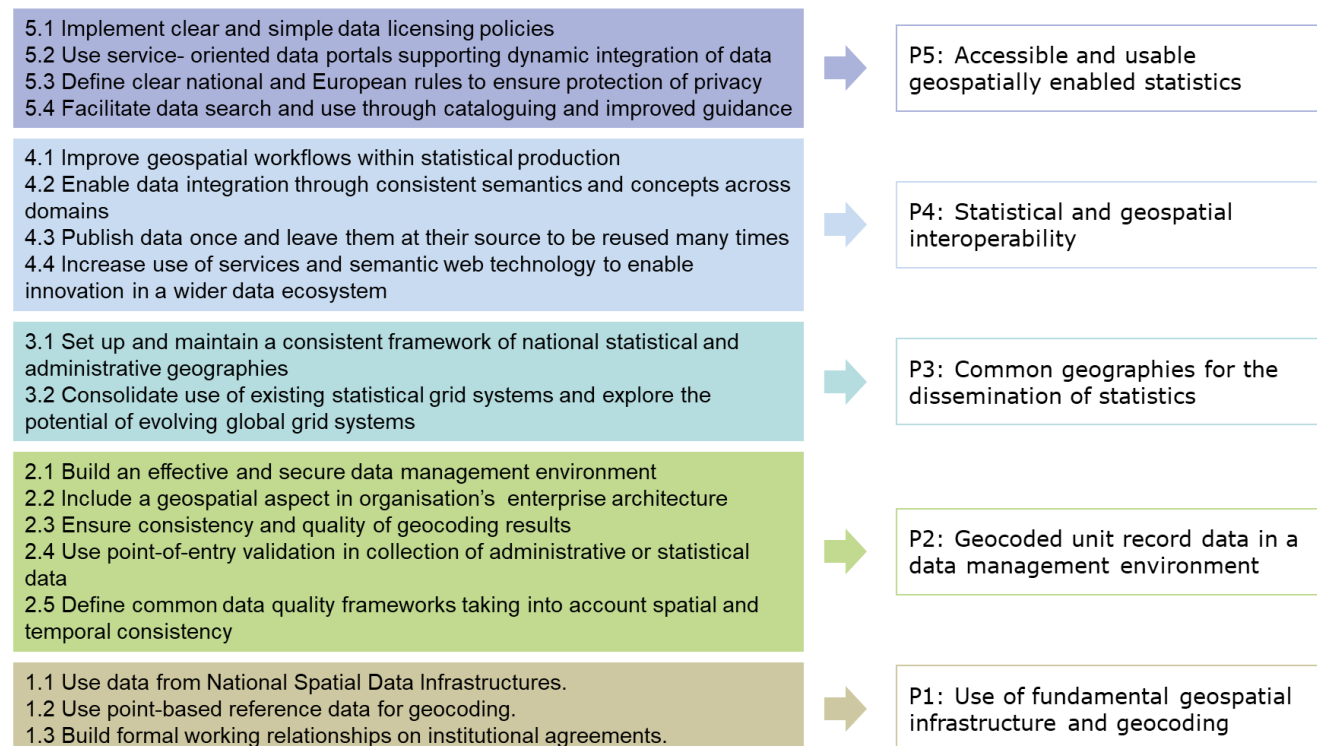 5.1 Implement clear and simple data licensing policies
5.2 Use service- oriented data portals supporting dynamic integration of data
5.3 Define clear national and European rules to ensure protection of privacy
5.4 Facilitate data search and use through cataloguing and improved guidance
P5: Accessible and usable
geospatially enabled statistics
4.1 Improve geospatial workflows within statistical production
4.2 Enable data integration through consistent semantics and concepts across
domains
4.3 Publish data once and leave them at their source to be reused many times
4.4 Increase use of services and semantic web technology to enable
innovation in a wider data ecosystem
P4: Statistical and geospatial
interoperability
3.1 Set up and maintain a consistent framework of national statistical and
administrative geographies
3.2 Consolidate use of existing statistical grid systems and explore the
potential of evolving global grid systems
P3: Common geographies for the
dissemination of statistics
2.1 Build an effective and secure data management environment
2.2 Include a geospatial aspect in organisation’s enterprise architecture
2.3 Ensure consistency and quality of geocoding results
2.4 Use point-of-entry validation in collection of administrative or statistical
data
2.5 Define common data quality frameworks taking into account spatial and
temporal consistency
P2: Geocoded unit record data in a
data management environment
1.1 Use data from National Spatial Data Infrastructures.
1.2 Use point-based reference data for geocoding.
1.3 Build formal working relationships on institutional agreements.
P1: Use of fundamental geospatial
infrastructure and geocoding